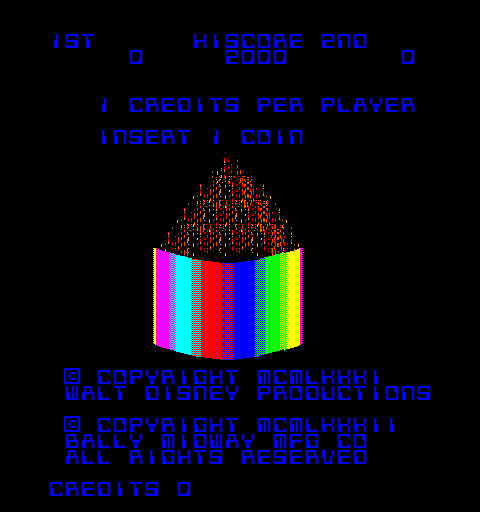 1ST HISCORE 2ND
0 2000 0
1 CREDITS PER PLAYER
INSERT 1 COIN
© COPYRIGHT MCMLXXXI
WALT DISNEY PRODUCTIONS
© COPYRIGHT MCMLXXXII
BALLY MIDWAY MFG CO
ALL RIGHTS RESERVED
CREDITS 0